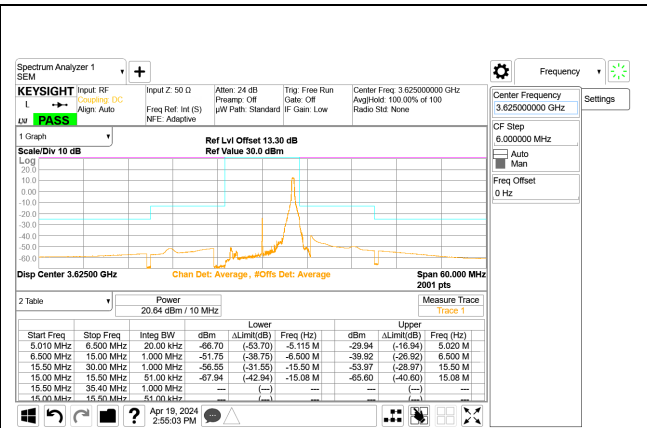 Spectrum Analyzer 1
SEM
Frequency
KEYSIGHT Input: RF Input Z: 50 Ω Atten: 24 dB Trig: Free Run Center Freq: 3.625000000 GHz
Coupling: DC Preamp: Off Gate: Off Avg|Hold: 100.00% of 100
L Align: Auto Freq Ref: Int (S) µW Path: Standard IF Gain: Low Radio Std: None
NFE: Adaptive
LXI PASS
Center Frequency
3.625000000 GHz
Settings
CF Step
6.000000 MHz
Auto
Man
Freq Offset
0 Hz
1 Graph
Ref Lvl Offset 13.30 dB
Scale/Div 10 dB Ref Value 30.0 dBm
Log
20.0
10.0
0.00
-10.0
-20.0
-30.0
-40.0
-50.0
-60.0
Disp Center 3.62500 GHz Chan Det: Average, #Offs Det: Average Span 60.000 MHz
2001 pts
2 Table Power Measure Trace
20.64 dBm / 10 MHz Trace 1
Lower Upper
Start Freq Stop Freq Integ BW dBm ΔLimit(dB) Freq (Hz) dBm ΔLimit(dB) Freq (Hz)
5.010 MHz 6.500 MHz 20.00 kHz -66.70 (-53.70) -5.115 M -29.94 (-16.94) 5.020 M
6.500 MHz 15.00 MHz 1.000 MHz -51.75 (-38.75) -6.500 M -39.92 (-26.92) 6.500 M
15.50 MHz 30.00 MHz 1.000 MHz -56.55 (-31.55) -15.50 M -53.97 (-28.97) 15.50 M
15.00 MHz 15.50 MHz 51.00 kHz -67.94 (-42.94) -15.08 M -65.60 (-40.60) 15.08 M
15.50 MHz 35.40 MHz 1.000 MHz --- (---) --- (---)
15.00 MHz 15.50 MHz 51.00 kHz --- (---) --- (---)
? Apr 19, 2024
2:55:03 PM